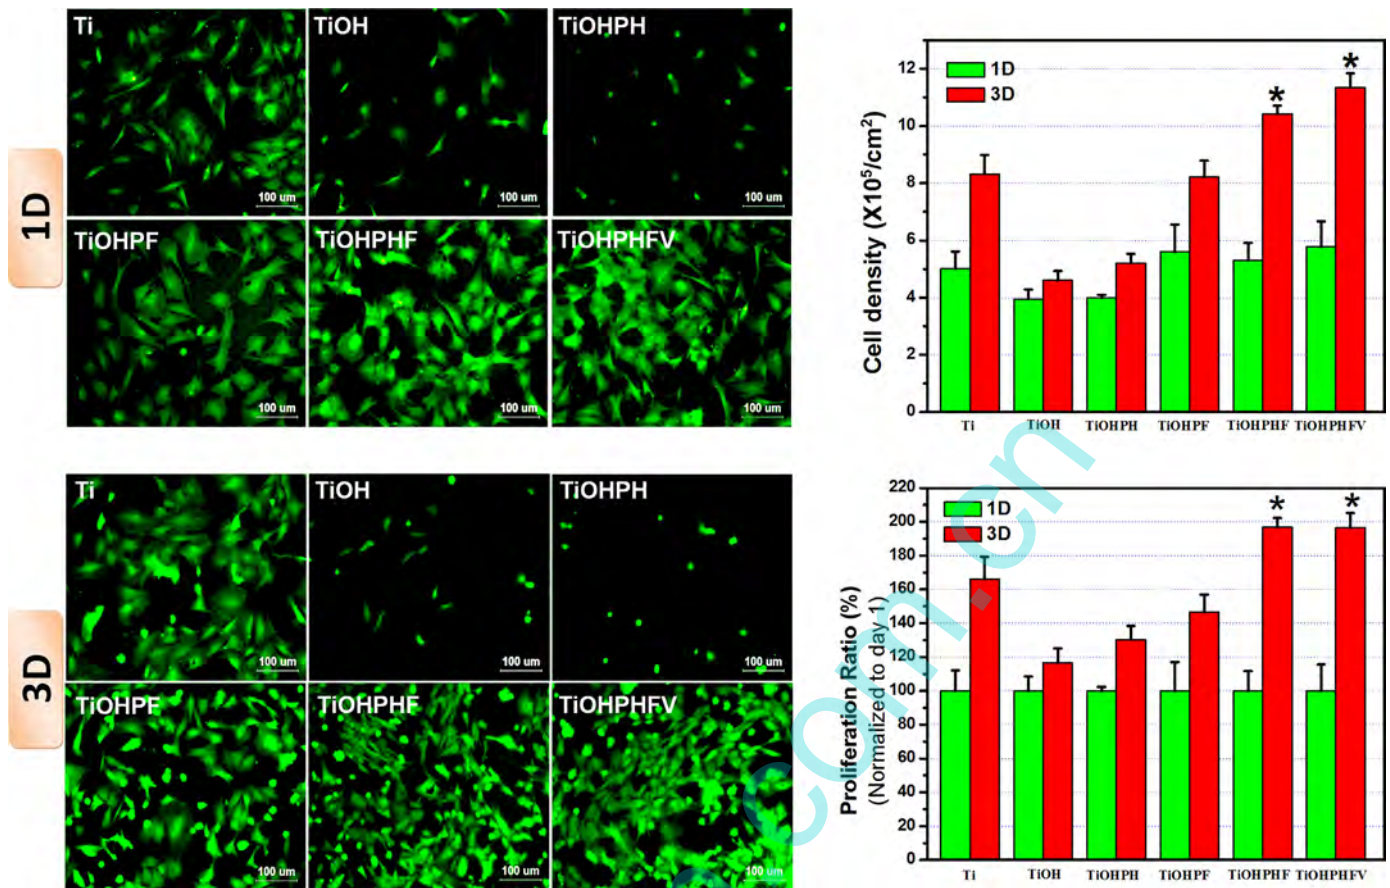 1D
Ti
100 um
TiOH
100 um
TiOHPH
100 um
TiOHPF
100 um
TiOHPHF
100 um
TiOHPHFV
100 um
3D
Ti
100 um
TiOH
100 um
TiOHPH
100 um
TiOHPF
100 um
TiOHPHF
100 um
TiOHPHFV
100 um
Cell density (X10⁵/cm²)
12
10
8
6
4
2
0
1D
3D
*
*
Ti TiOH TiOHPH TiOHPF TiOHPHF TiOHPHFV
Proliferation Ratio (%)
(Normalized to day 1)
220
200
180
160
140
120
100
80
60
40
20
0
1D
3D
*
*
Ti TiOH TiOHPH TiOHPF TiOHPHF TiOHPHFV
.com.cn